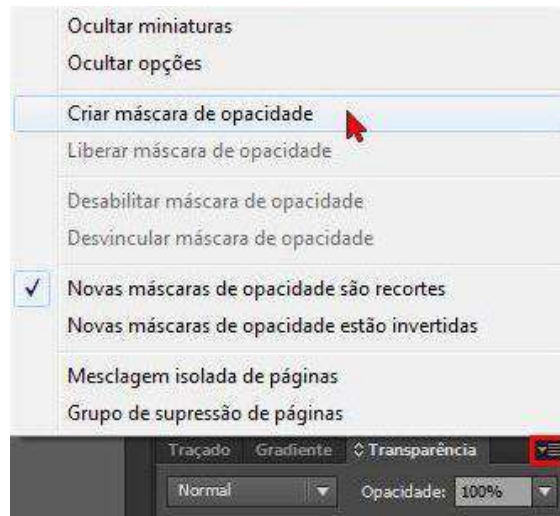 Ocultar miniaturas
Ocultar opções
Criar máscara de opacidade
Liberar máscara de opacidade
Desabilitar máscara de opacidade
Desvincular máscara de opacidade
Novas máscaras de opacidade são recortes
Novas máscaras de opacidade estão invertidas
Mesclagem isolada de páginas
Grupo de supressão de páginas
Traçado Gradiente Transparência
Normal Opacidade: 100%